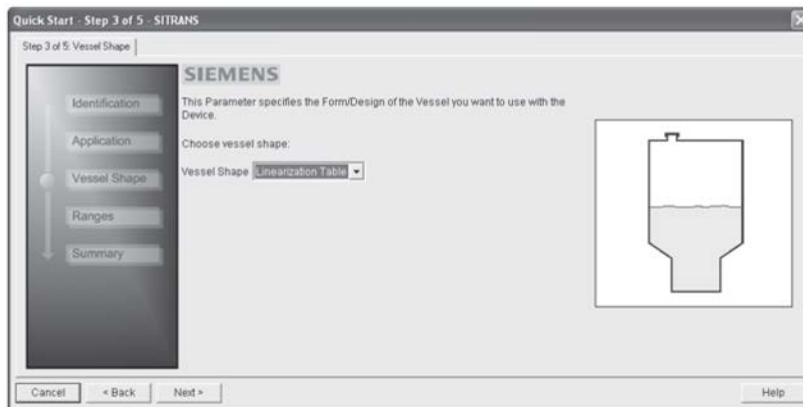 Quick Start - Step 3 of 5 - SITRANS
Step 3 of 5: Vessel Shape
SIEMENS
Identification
Application
Vessel Shape
Ranges
Summary
This Parameter specifies the Form/Design of the Vessel you want to use with the
Device.
Choose vessel shape:
Vessel Shape Linearization Table
Cancel
< Back
Next >
Help